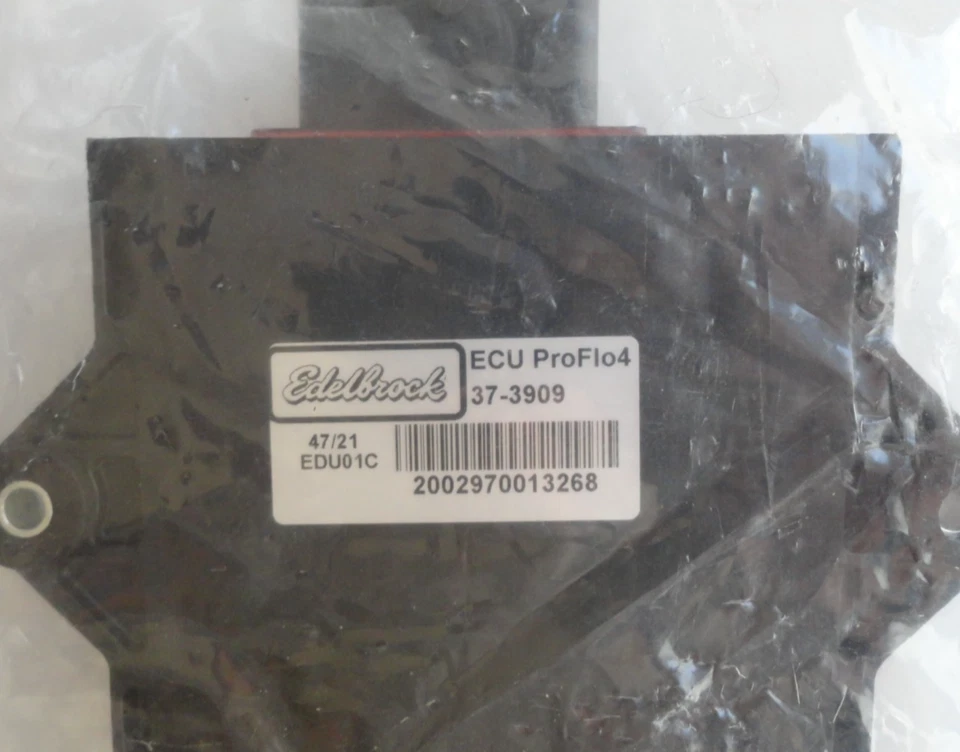 Edelbrock
ECU ProFlo4
37-3909
47/21
EDU01C
2002970013268